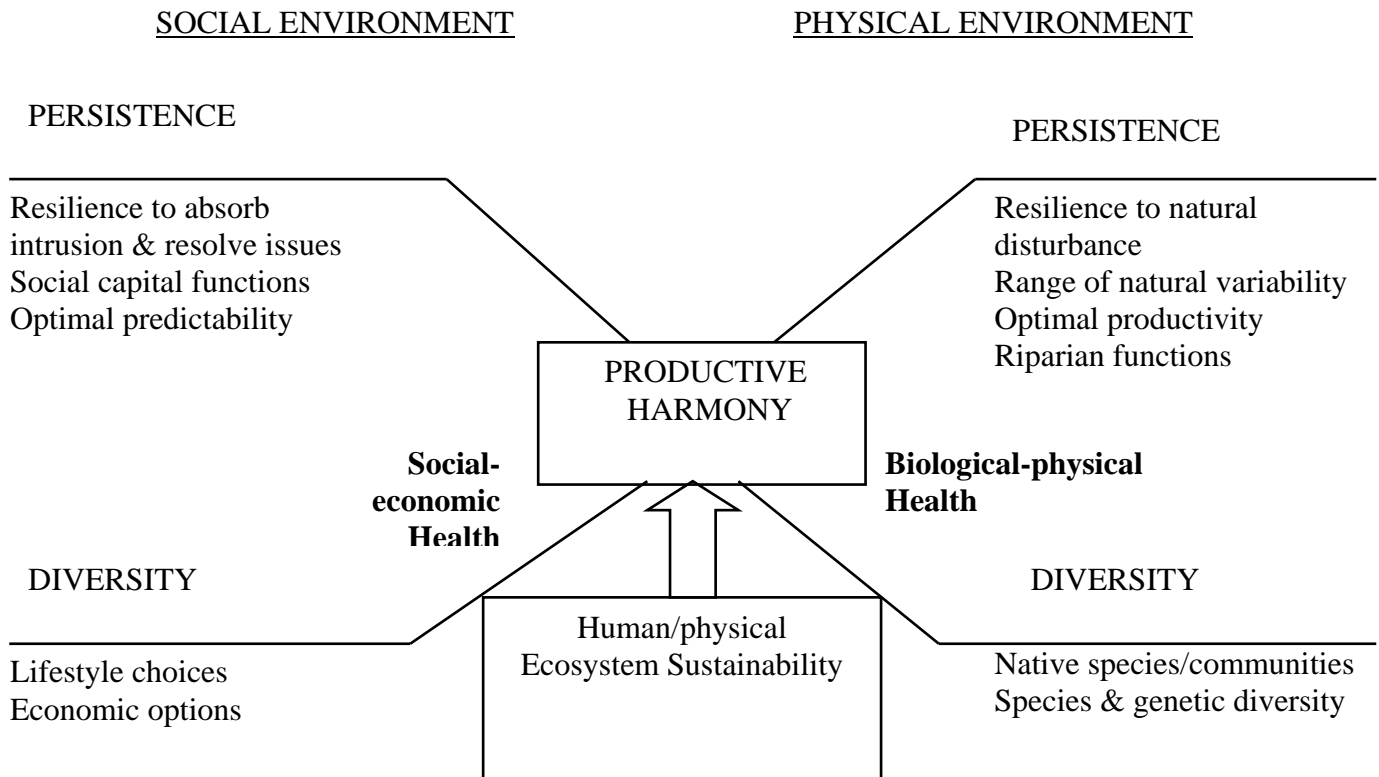 SOCIAL ENVIRONMENT
PHYSICAL ENVIRONMENT
PERSISTENCE
Resilience to absorb
intrusion & resolve issues
Social capital functions
Optimal predictability
PERSISTENCE
Resilience to natural
disturbance
Range of natural variability
Optimal productivity
Riparian functions
PRODUCTIVE
HARMONY
Social-
economic
Health
Biological-physical
Health
DIVERSITY
Lifestyle choices
Economic options
Human/physical
Ecosystem Sustainability
DIVERSITY
Native species/communities
Species & genetic diversity